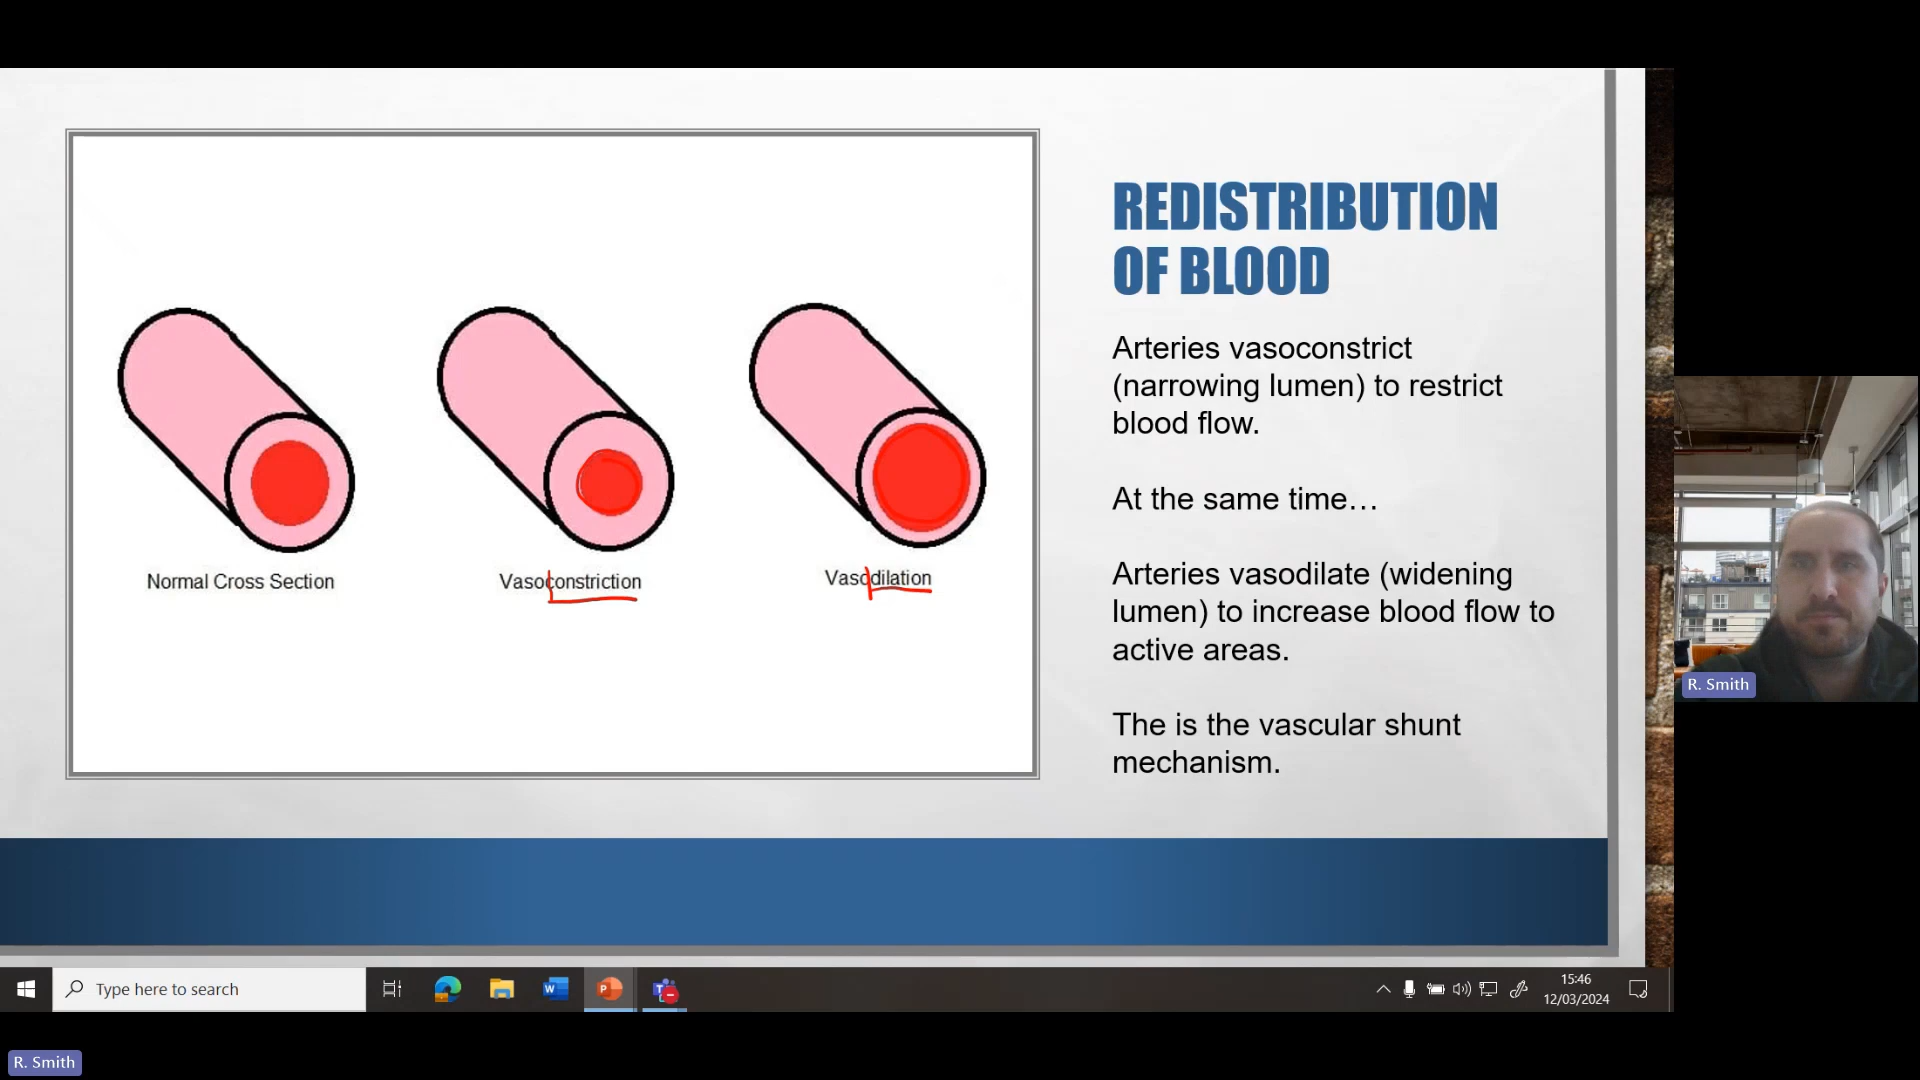 REDISTRIBUTION
OF BLOOD
Arteries vasoconstrict
(narrowing lumen) to restrict
blood flow.
At the same time…
Arteries vasodilate (widening
lumen) to increase blood flow to
active areas.
The is the vascular shunt
mechanism.
Normal Cross Section
Vasoconstriction
Vasodilation
R. Smith
Type here to search
15:46
12/03/2024
R. Smith